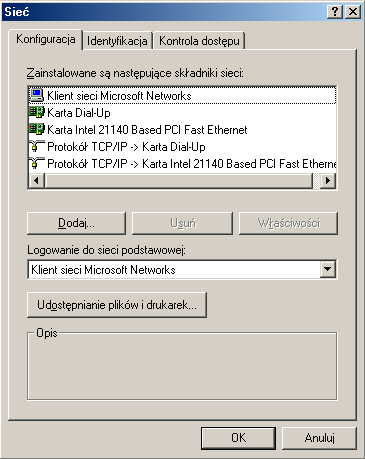 Sieć
Konfiguracja Identyfikacja Kontrola dostępu
Zainstalowane są następujące składniki sieci:
Klient sieci Microsoft Networks
Karta Dial-Up
Karta Intel 21140 Based PCI Fast Ethernet
Protokół TCP/IP -> Karta Dial-Up
Protokół TCP/IP -> Karta Intel 21140 Based PCI Fast Etherne
Dodaj... Usuń Właściwości
Logowanie do sieci podstawowej:
Klient sieci Microsoft Networks
Udostępnianie plików i drukarek...
Opis
OK Anuluj